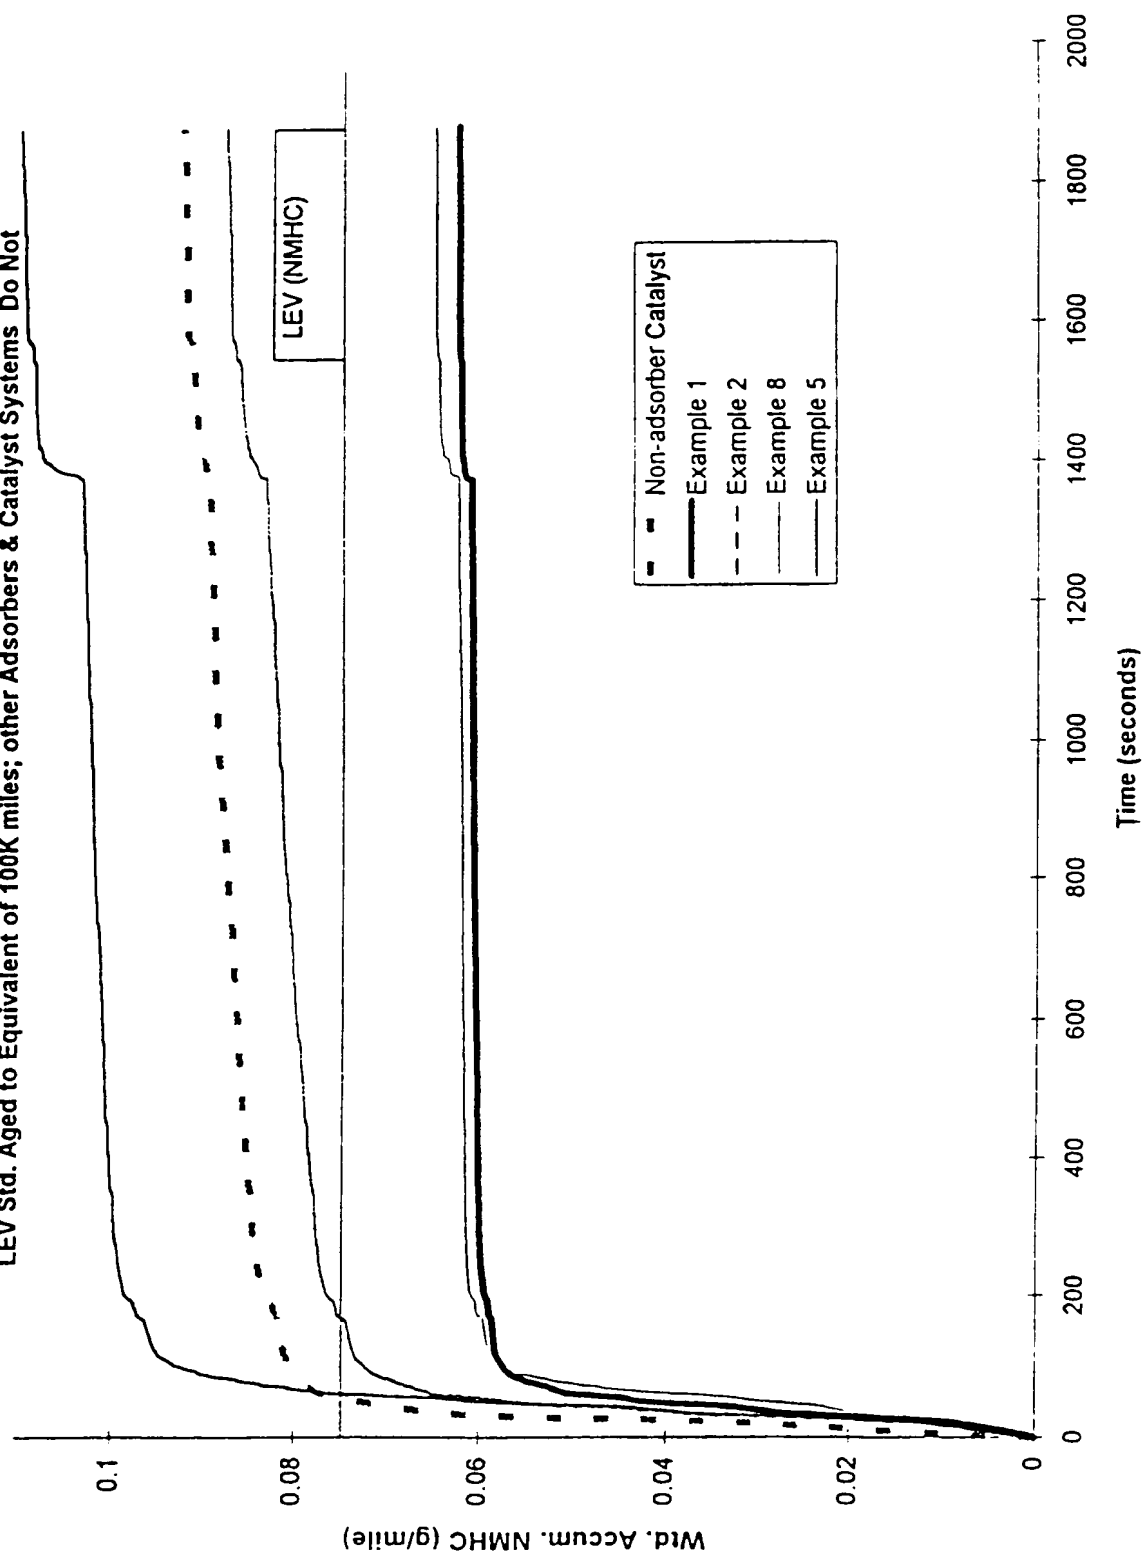 LEV Std. Aged to Equivalent of 100K miles; other Adsorbers & Catalyst Systems Do Not
Wtd. Accum. NMHC (g/mile)
0.1
0.08
0.06
0.04
0.02
0
LEV (NMHC)
Non-adsorber Catalyst
Example 1
Example 2
Example 8
Example 5
0
200
400
600
800
1000
1200
1400
1600
1800
2000
Time (seconds)